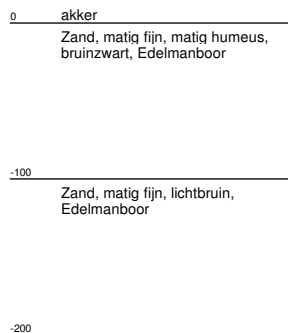 0 akker
Zand, matig fijn, matig humeus,
bruinzwart, Edelmanboor
-100
Zand, matig fijn, lichtbruin,
Edelmanboor
-200